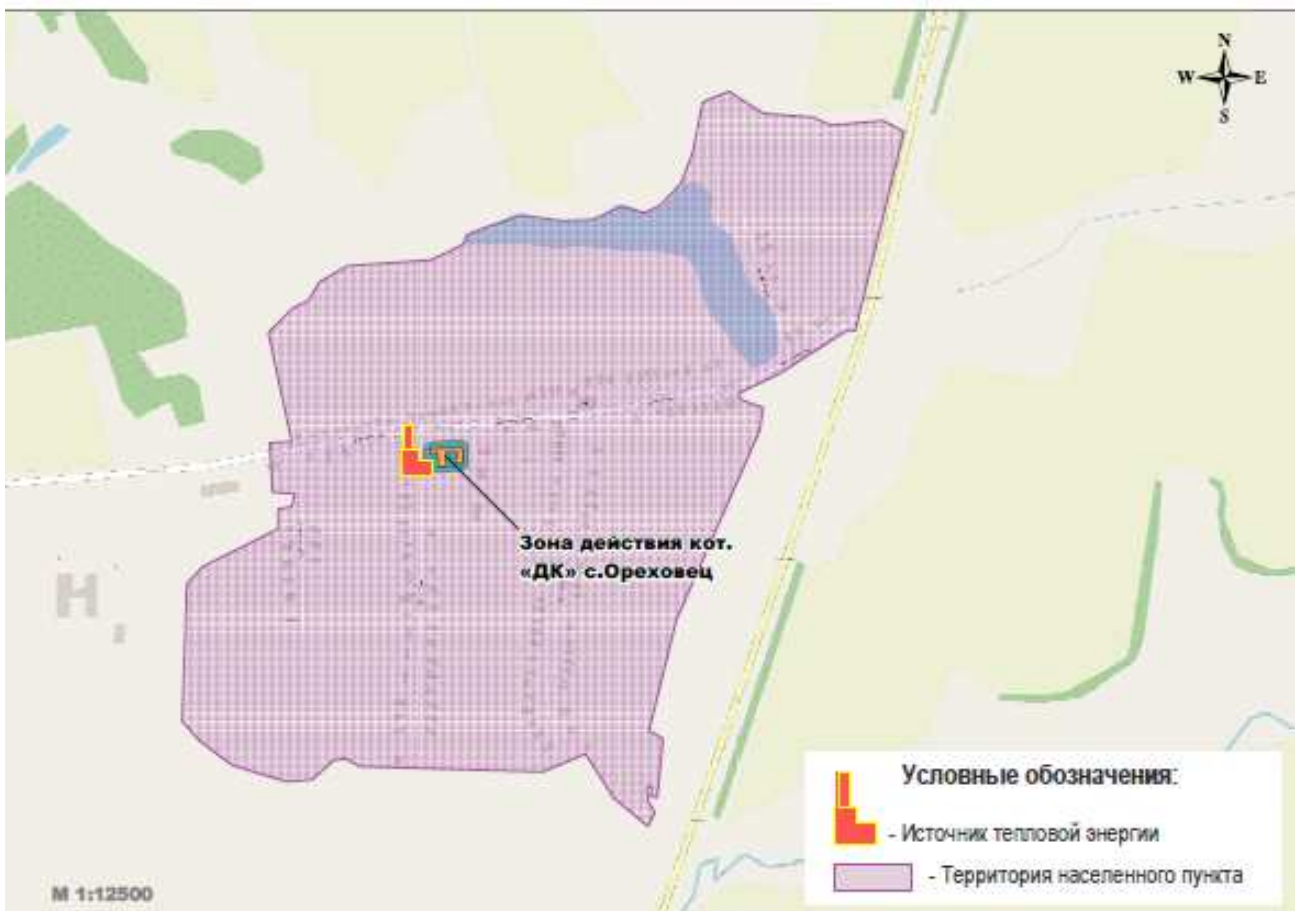 N
W E
S
Зона действия кот.
«ДК» с.Ореховец
Н
Условные обозначения:
- Источник тепловой энергии
- Территория населенного пункта
М 1:12500